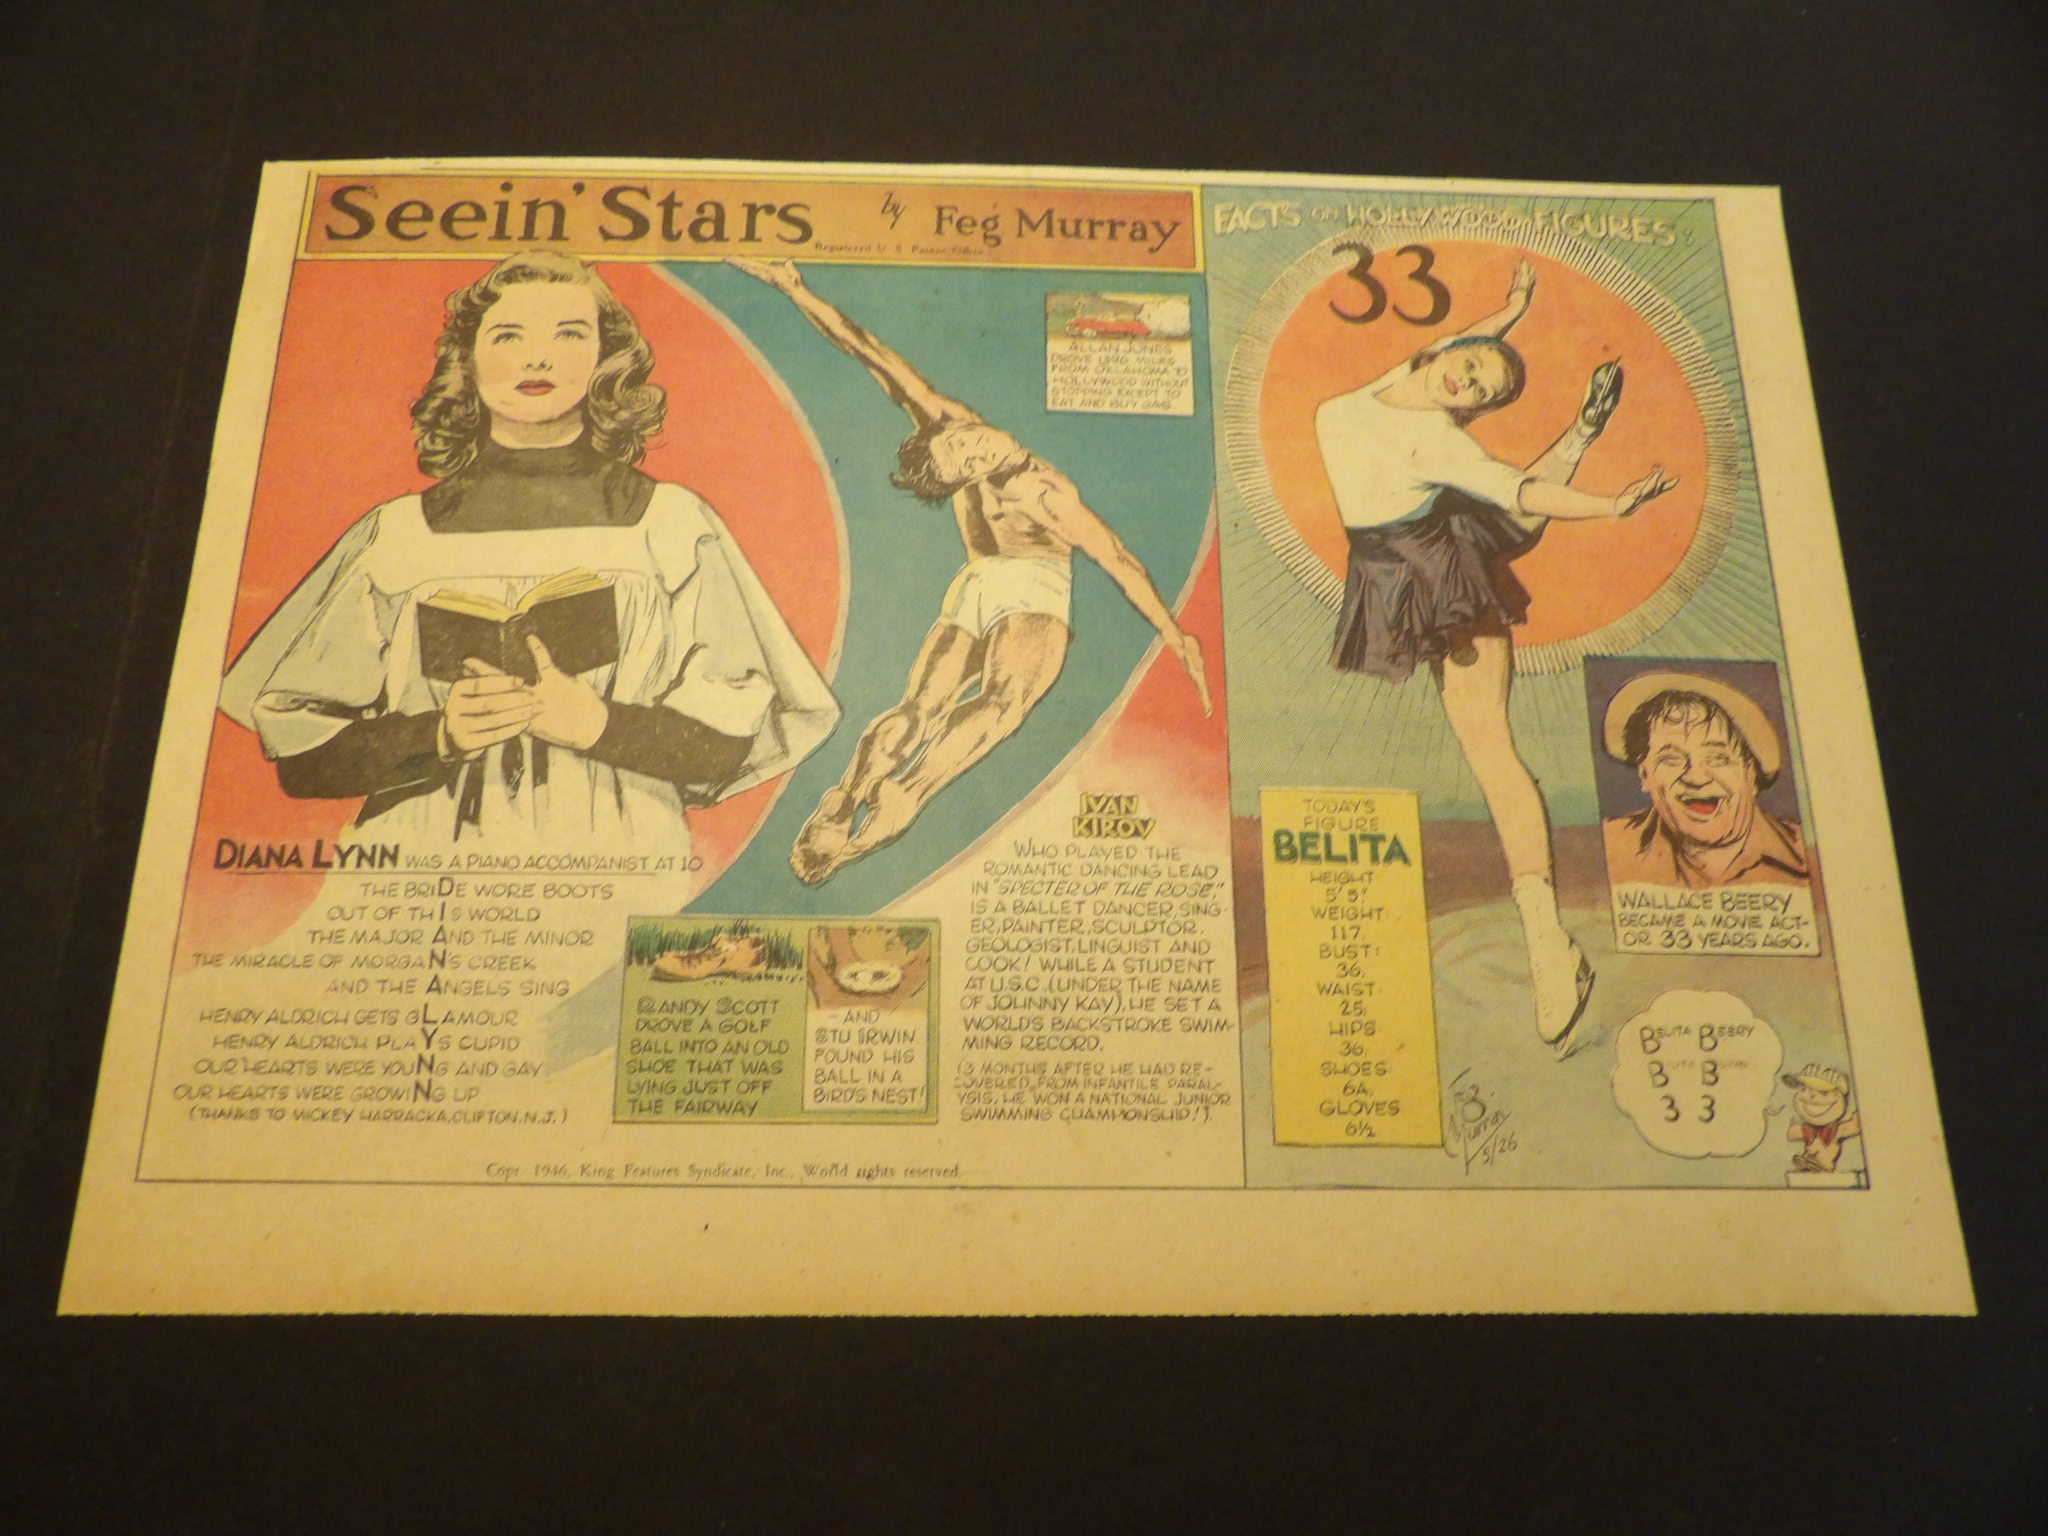 Seein' Stars by Feg Murray
Registered U. S. Patent Office
ALLAN JONES
DROVE 1396 MILES
FROM OKLAHOMA TO
HOLLYWOOD WITHOUT
STOPPING EXCEPT TO
EAT AND BUY GAS
DIANA LYNN WAS A PIANO ACCOMPANIST AT 10
THE BRIDE WORE BOOTS
OUT OF THIS WORLD
THE MAJOR AND THE MINOR
THE MIRACLE OF MORGAN'S CREEK
AND THE ANGELS SING
HENRY ALDRICH GETS GLAMOUR
HENRY ALDRICH PLAYS CUPID
OUR HEARTS WERE YOUNG AND GAY
OUR HEARTS WERE GROWING UP
(THANKS TO MICKEY HARRACKA, CLIFTON, N.J.)
RANDY SCOTT
DROVE A GOLF
BALL INTO AN OLD
SHOE THAT WAS
LYING JUST OFF
THE FAIRWAY
- AND
STU IRWIN
FOUND HIS
BALL IN A
BIRD'S NEST!
IVAN
KIROV
WHO PLAYED THE
ROMANTIC DANCING LEAD
IN "SPECTER OF THE ROSE,"
IS A BALLET DANCER, SING-
ER, PAINTER, SCULPTOR,
GEOLOGIST, LINGUIST AND
COOK! WHILE A STUDENT
AT U.S.C. (UNDER THE NAME
OF JOHNNY KAY), HE SET A
WORLD'S BACKSTROKE SWIM-
MING RECORD.
(3 MONTHS AFTER HE HAD RE-
COVERED FROM INFANTILE PARAL-
YSIS, HE WON A NATIONAL JUNIOR
SWIMMING CHAMPIONSHIP!).
Copr. 1946, King Features Syndicate, Inc., World rights reserved.
FACTS ON HOLLYWOOD FIGURES
33
TODAY'S
FIGURE
BELITA
HEIGHT:
5' 5".
WEIGHT:
117.
BUST:
36.
WAIST:
25.
HIPS:
36.
SHOES:
6A.
GLOVES:
6 1/2
WALLACE BEERY
BECAME A MOVIE ACT-
OR 33 YEARS AGO.
BELITA BEERY
B B
3 3
Feg
Murray
5/26